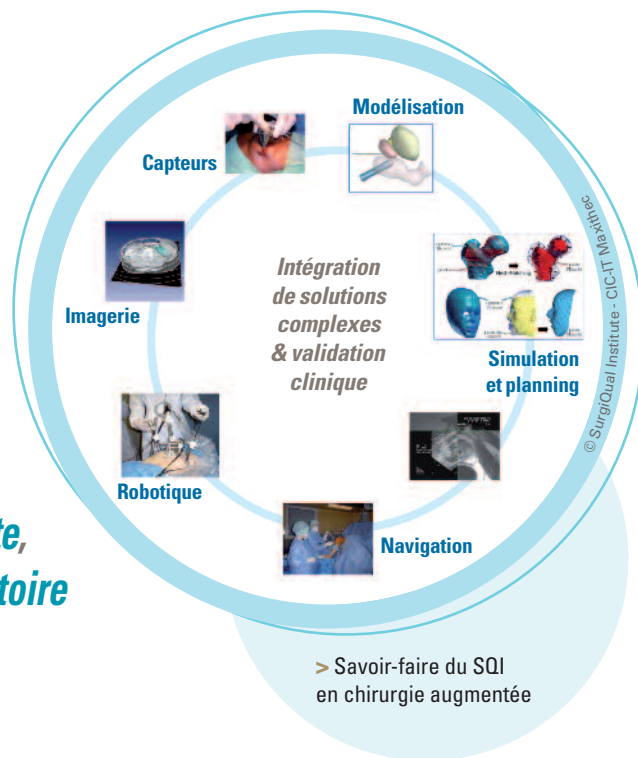 Modélisation
Capteurs
Imagerie
Intégration
de solutions
complexes
& validation
clinique
Simulation
et planning
© SurgiQual Institute - CIC-IT Maxithec
Robotique
Navigation
te,
toire
> Savoir-faire du SQI
en chirurgie augmentée